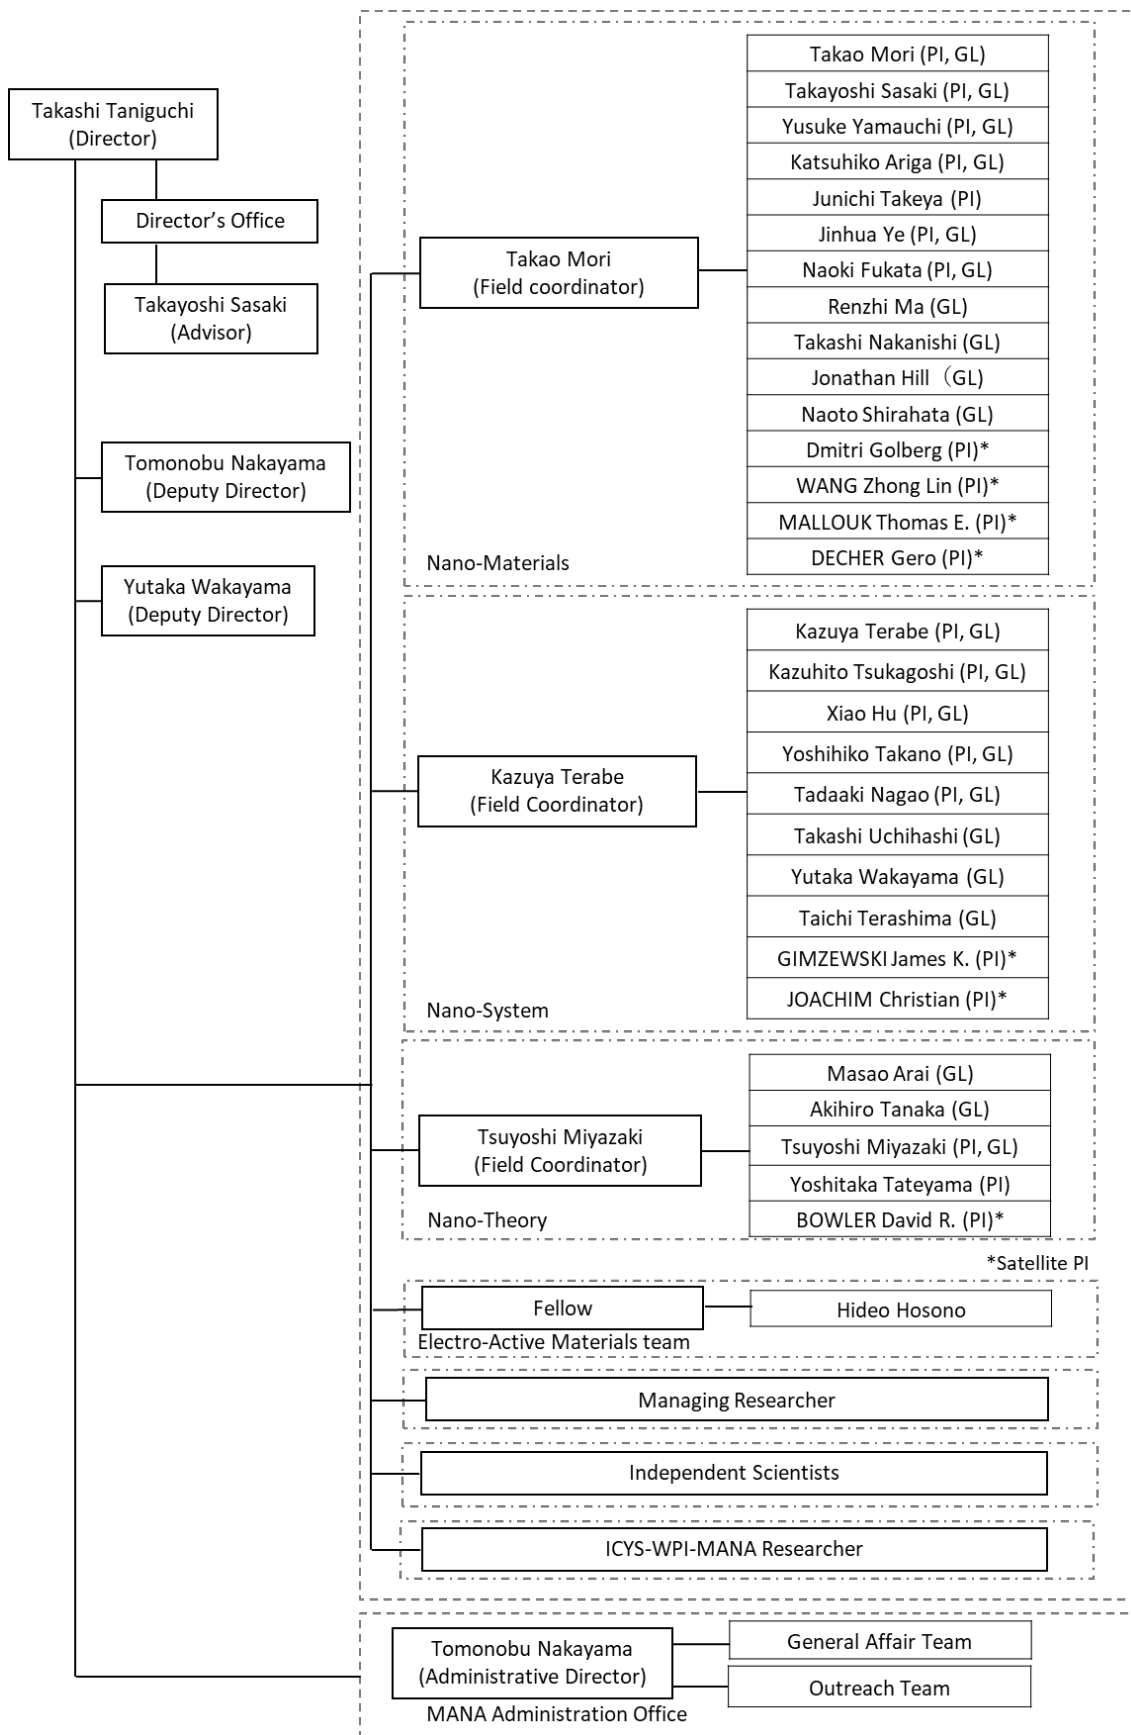 Takashi Taniguchi
(Director)
Director’s Office
Takayoshi Sasaki
(Advisor)
Tomonobu Nakayama
(Deputy Director)
Yutaka Wakayama
(Deputy Director)
Takao Mori
(Field coordinator)
Nano-Materials
Takao Mori (PI, GL)
Takayoshi Sasaki (PI, GL)
Yusuke Yamauchi (PI, GL)
Katsuhiko Ariga (PI, GL)
Junichi Takeya (PI)
Jinhua Ye (PI, GL)
Naoki Fukata (PI, GL)
Renzhi Ma (GL)
Takashi Nakanishi (GL)
Jonathan Hill（GL)
Naoto Shirahata (GL)
Dmitri Golberg (PI)*
WANG Zhong Lin (PI)*
MALLOUK Thomas E. (PI)*
DECHER Gero (PI)*
Kazuya Terabe
(Field Coordinator)
Nano-System
Kazuya Terabe (PI, GL)
Kazuhito Tsukagoshi (PI, GL)
Xiao Hu (PI, GL)
Yoshihiko Takano (PI, GL)
Tadaaki Nagao (PI, GL)
Takashi Uchihashi (GL)
Yutaka Wakayama (GL)
Taichi Terashima (GL)
GIMZEWSKI James K. (PI)*
JOACHIM Christian (PI)*
Tsuyoshi Miyazaki
(Field Coordinator)
Nano-Theory
Masao Arai (GL)
Akihiro Tanaka (GL)
Tsuyoshi Miyazaki (PI, GL)
Yoshitaka Tateyama (PI)
BOWLER David R. (PI)*
*Satellite PI
Fellow
Hideo Hosono
Electro-Active Materials team
Managing Researcher
Independent Scientists
ICYS-WPI-MANA Researcher
Tomonobu Nakayama
(Administrative Director)
MANA Administration Office
General Affair Team
Outreach Team